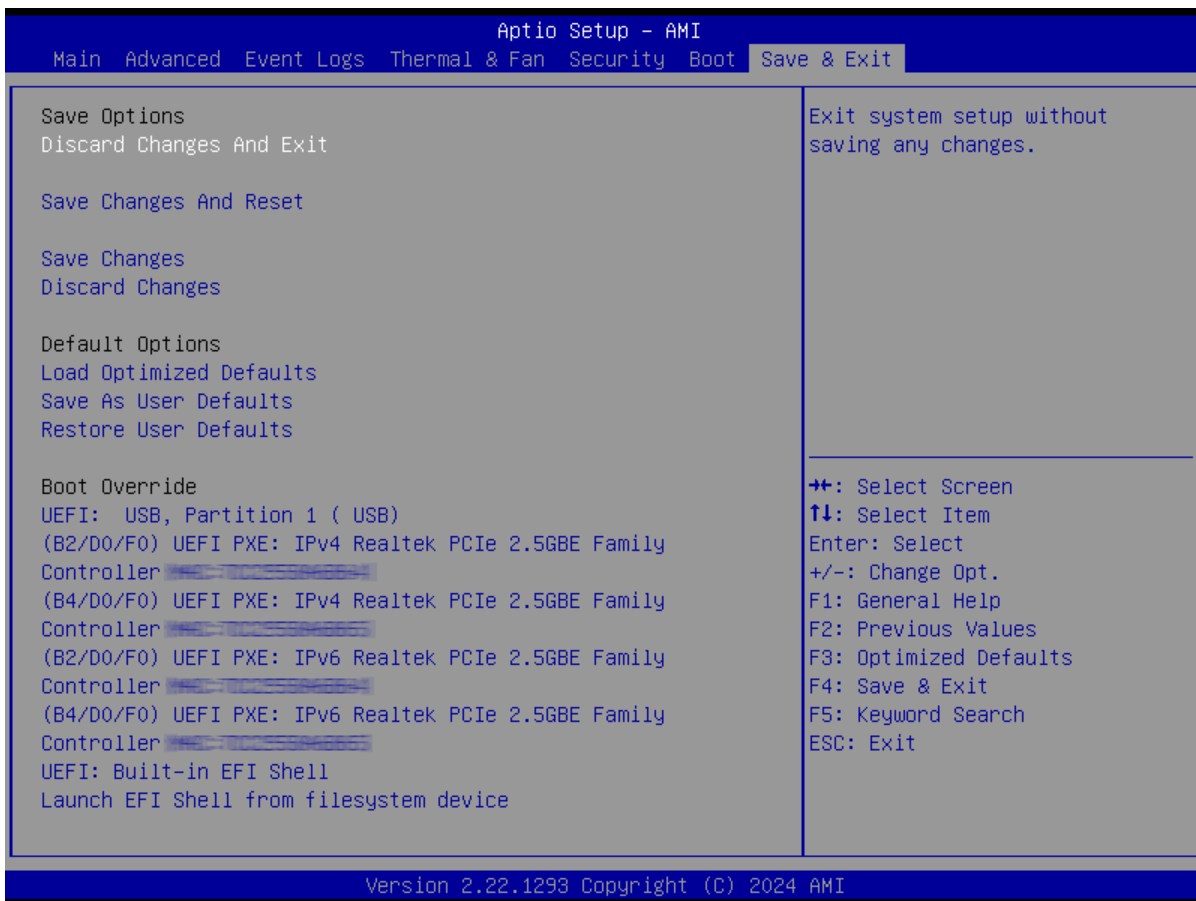 Aptio Setup – AMI
Main Advanced Event Logs Thermal & Fan Security Boot Save & Exit
Save Options
Discard Changes And Exit
Save Changes And Reset
Save Changes
Discard Changes
Default Options
Load Optimized Defaults
Save As User Defaults
Restore User Defaults
Boot Override
UEFI: USB, Partition 1 ( USB)
(B2/D0/F0) UEFI PXE: IPv4 Realtek PCIe 2.5GBE Family
Controller
(B4/D0/F0) UEFI PXE: IPv4 Realtek PCIe 2.5GBE Family
Controller
(B2/D0/F0) UEFI PXE: IPv6 Realtek PCIe 2.5GBE Family
Controller
(B4/D0/F0) UEFI PXE: IPv6 Realtek PCIe 2.5GBE Family
Controller
UEFI: Built-in EFI Shell
Launch EFI Shell from filesystem device
Exit system setup without
saving any changes.
→←: Select Screen
↑↓: Select Item
Enter: Select
+/-: Change Opt.
F1: General Help
F2: Previous Values
F3: Optimized Defaults
F4: Save & Exit
F5: Keyword Search
ESC: Exit
Version 2.22.1293 Copyright (C) 2024 AMI